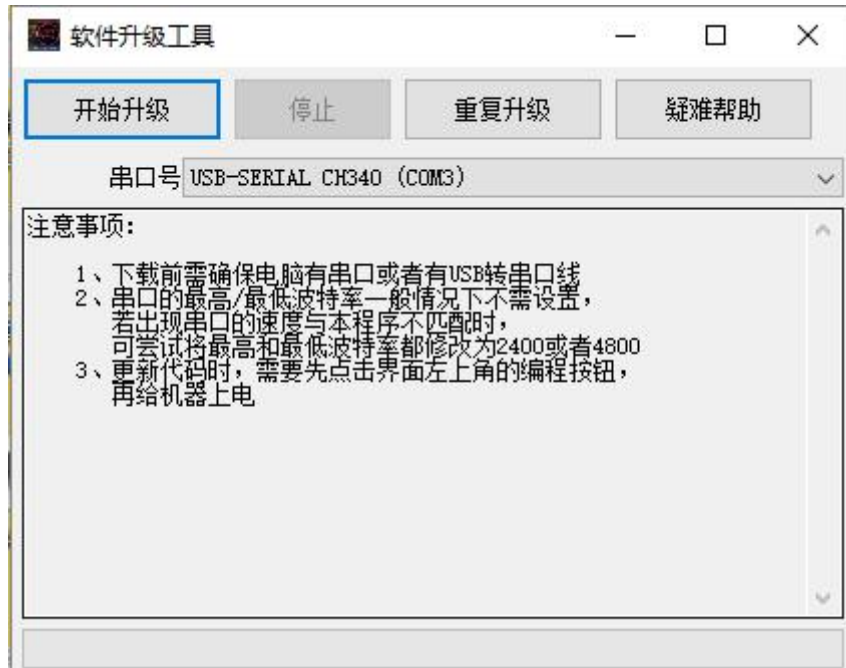 软件升级工具
开始升级 停止 重复升级 疑难帮助
串口号 USB-SERIAL CH340 (COM3)
注意事项:
1、下载前需确保电脑有串口或者有USB转串口线
2、串口的最高/最低波特率一般情况下不需设置,
若出现串口的速度与本程序不匹配时,
可尝试将最高和最低波特率都修改为2400或者4800
3、更新代码时,需要先点击界面左上角的编程按钮,
再给机器上电